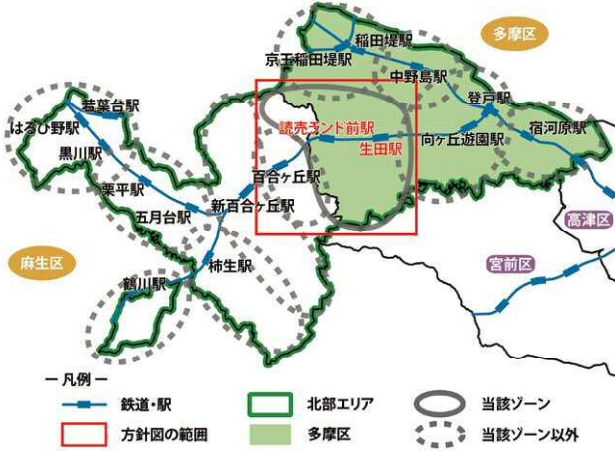 多摩区
稲田堤駅
京王稲田堤駅
中野島駅
登戸駅
若葉台駅
はるひ野駅
読売ランド前駅
向ヶ丘遊園駅
宿河原駅
黒川駅
生田駅
百合ヶ丘駅
栗平駅
新百合ヶ丘駅
五月台駅
高津区
麻生区
柿生駅
宮前区
鶴川駅
− 凡例 −
鉄道・駅
北部エリア
当該ゾーン
方針図の範囲
多摩区
当該ゾーン以外